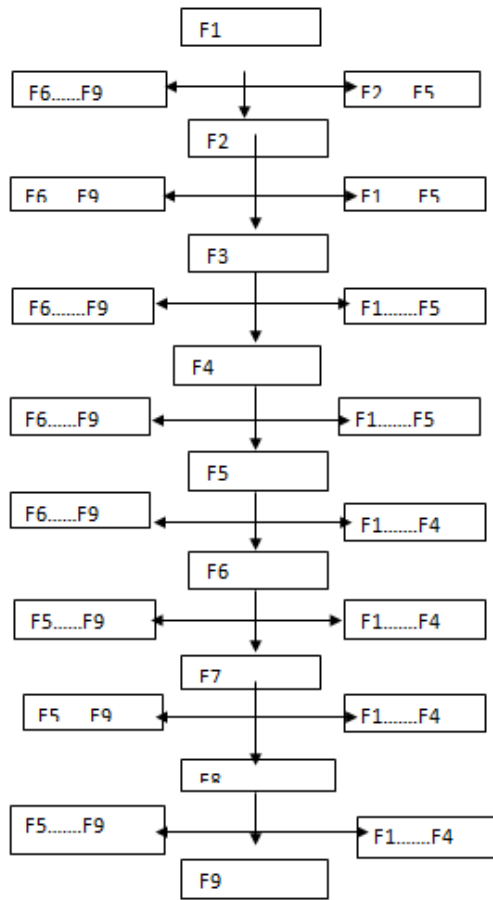 F1
F6......F9 F2 F5
F2
F6 F9 F1 F5
F3
F6.......F9 F1.......F5
F4
F6......F9 F1.......F5
F5
F6......F9 F1.......F4
F6
F5......F9 F1.......F4
F7
F5 F9 F1.......F4
F8
F5.......F9 F1.......F4
F9